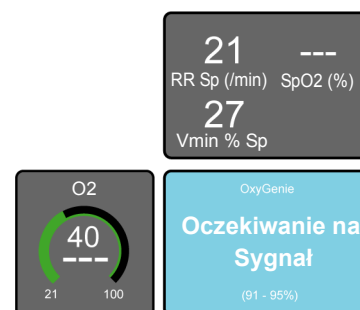 21 ---
RR Sp (/min) SpO2 (%)
27
Vmin % Sp
O2
40
---
21 100
OxyGenie
Oczekiwanie na
Sygnał
(91 - 95%)